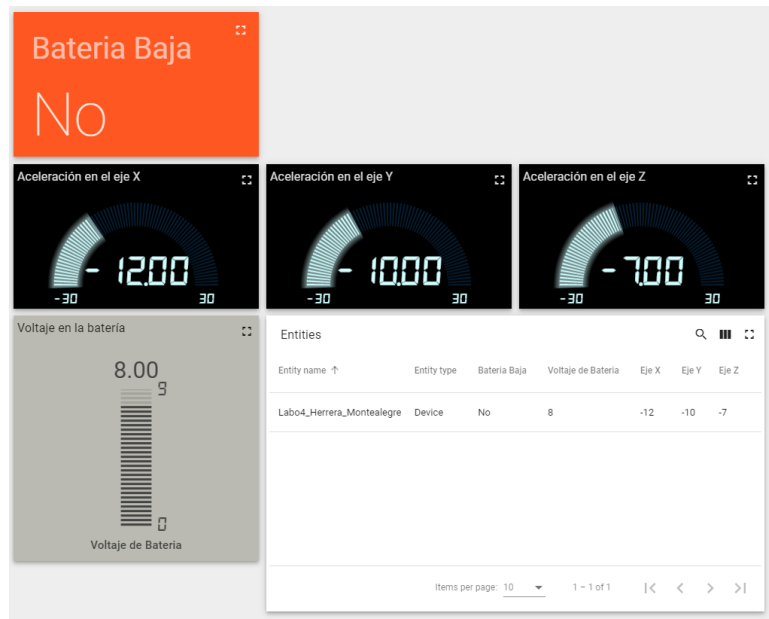 Bateria Baja
No
Aceleración en el eje X
- 12.00
-30 30
Aceleración en el eje Y
- 10.00
-30 30
Aceleración en el eje Z
- 7.00
-30 30
Voltaje en la batería
8.00
9
0
Voltaje de Bateria
Entities
Entity name ↑ Entity type Bateria Baja Voltaje de Bateria Eje X Eje Y Eje Z
Labo4_Herrera_Montealegre Device No 8 -12 -10 -7
Items per page: 10 1 – 1 of 1